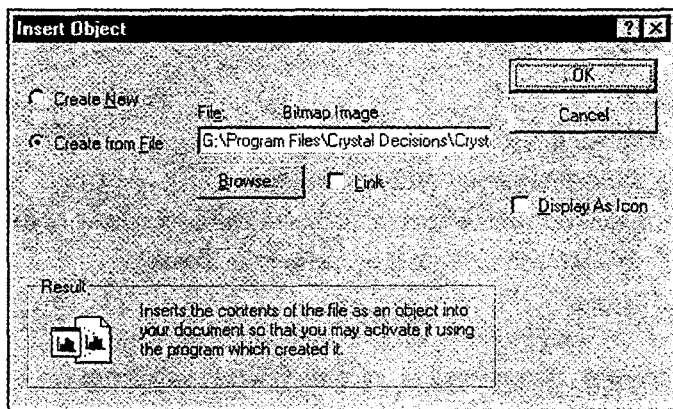 Insert Object
Create New
Create from File
File: Bitmap Image
G:\Program Files\Crystal Decisions\Cryst
Browse...
Link
OK
Cancel
Display As Icon
Result
Inserts the contents of the file as an object into
your document so that you may activate it using
the program which created it.